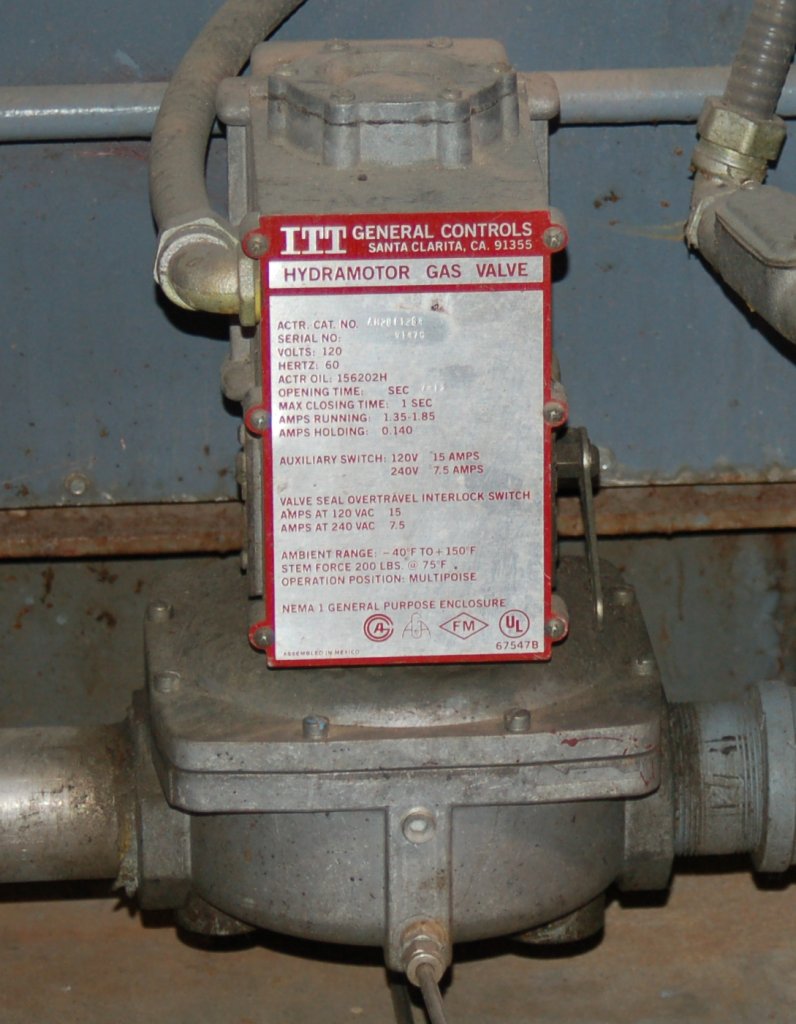 ITT GENERAL CONTROLS
SANTA CLARITA, CA. 91355
HYDRAMOTOR GAS VALVE
ACTR. CAT. NO.
SERIAL NO:
VOLTS: 120
HERTZ: 60
ACTR OIL: 156202H
OPENING TIME: SEC
MAX CLOSING TIME: 1 SEC
AMPS RUNNING: 1.35-1.85
AMPS HOLDING: 0.140
AUXILIARY SWITCH: 120V 15 AMPS
240V 7.5 AMPS
VALVE SEAL OVERTRAVEL INTERLOCK SWITCH
AMPS AT 120 VAC 15
AMPS AT 240 VAC 7.5
AMBIENT RANGE: -40°F TO +150°F
STEM FORCE 200 LBS. @ 75°F
OPERATION POSITION: MULTIPOISE
NEMA 1 GENERAL PURPOSE ENCLOSURE
FM UL
67547B
ASSEMBLED IN MEXICO